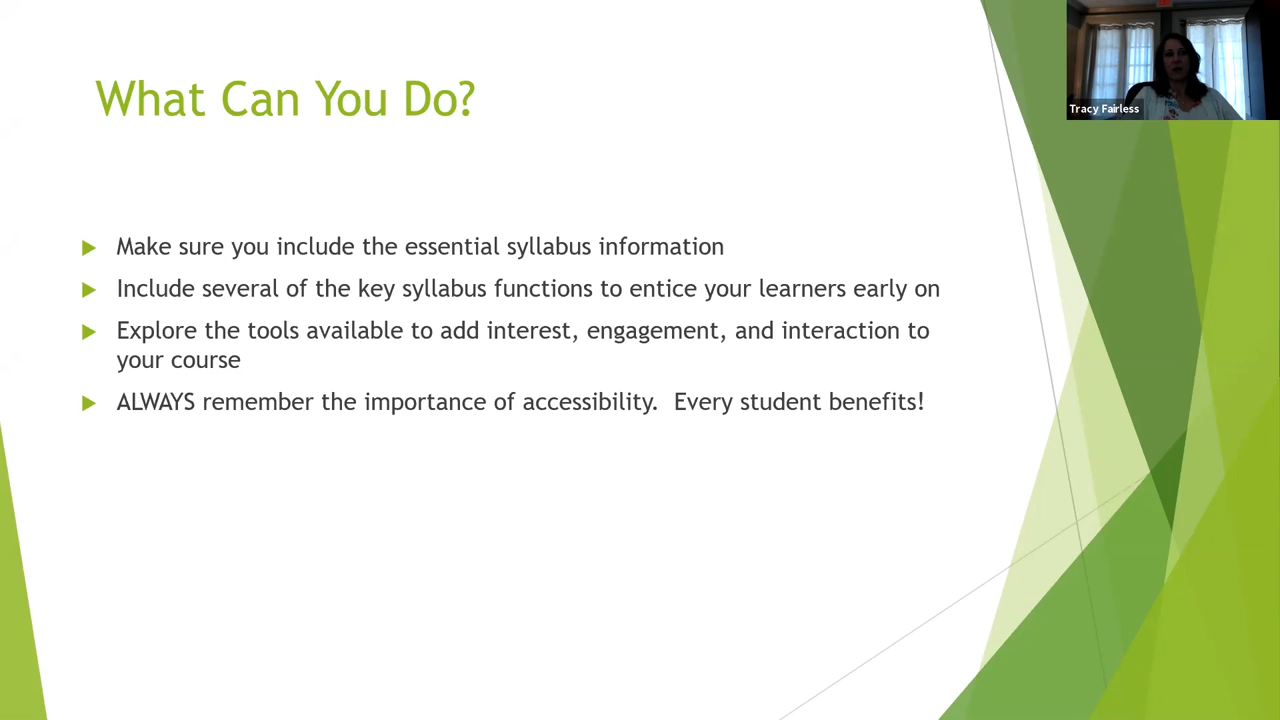 What Can You Do?
Tracy Fairless
Make sure you include the essential syllabus information
Include several of the key syllabus functions to entice your learners early on
Explore the tools available to add interest, engagement, and interaction to
your course
ALWAYS remember the importance of accessibility.  Every student benefits!